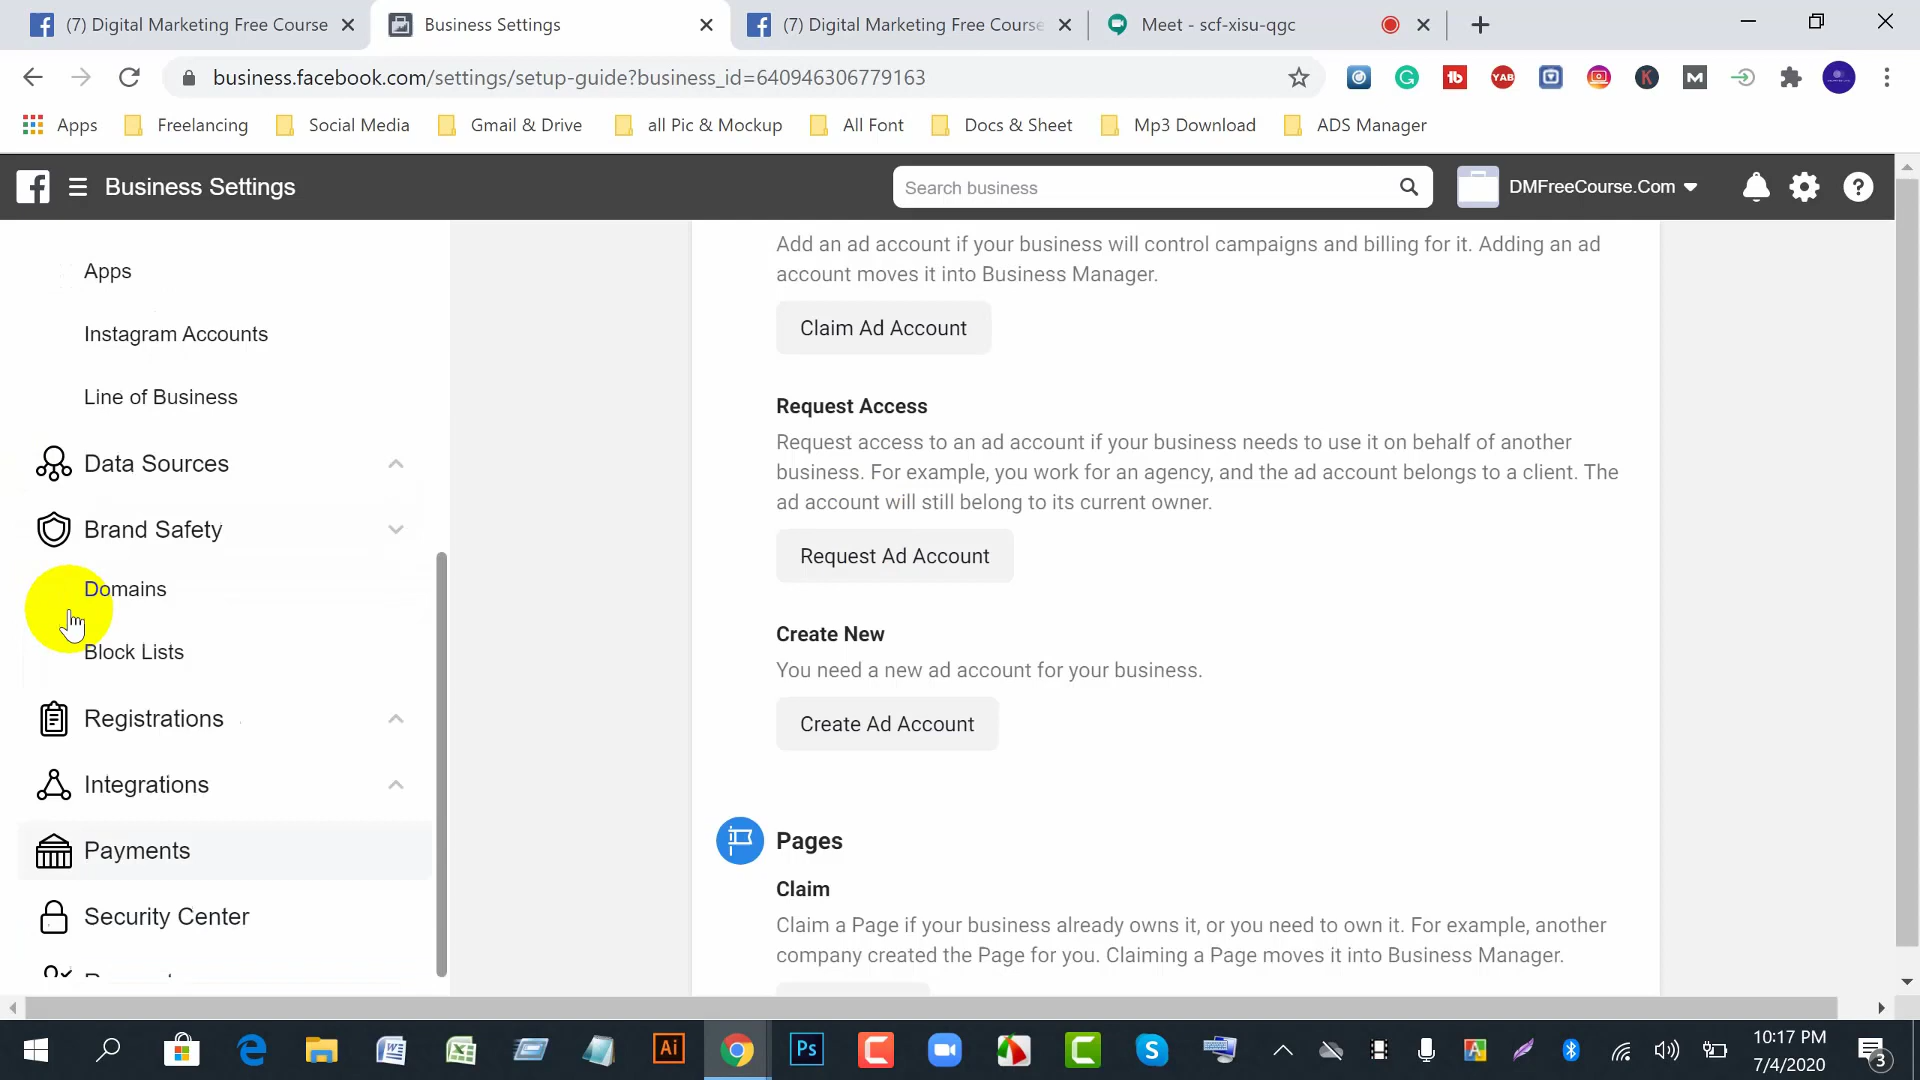 (7) Digital Marketing Free Course
Business Settings
(7) Digital Marketing Free Course
Meet - scf-xisu-qgc
business.facebook.com/settings/setup-guide?business_id=640946306779163
Apps
Freelancing
Social Media
Gmail & Drive
all Pic & Mockup
All Font
Docs & Sheet
Mp3 Download
ADS Manager
Business Settings
Search business
DMFreeCourse.Com
Apps
Instagram Accounts
Line of Business
Data Sources
Brand Safety
Domains
Block Lists
Registrations
Integrations
Payments
Security Center
Add an ad account if your business will control campaigns and billing for it. Adding an ad
account moves it into Business Manager.
Claim Ad Account
Request Access
Request access to an ad account if your business needs to use it on behalf of another
business. For example, you work for an agency, and the ad account belongs to a client. The
ad account will still belong to its current owner.
Request Ad Account
Create New
You need a new ad account for your business.
Create Ad Account
Pages
Claim
Claim a Page if your business already owns it, or you need to own it. For example, another
company created the Page for you. Claiming a Page moves it into Business Manager.
10:17 PM
7/4/2020
3